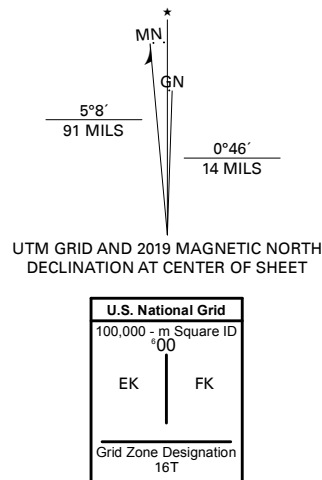 ★
MN
GN
5°8´
91 MILS
0°46´
14 MILS
UTM GRID AND 2019 MAGNETIC NORTH
DECLINATION AT CENTER OF SHEET
U.S. National Grid
100,000 - m Square ID
⁶00
EK
FK
Grid Zone Designation
16T